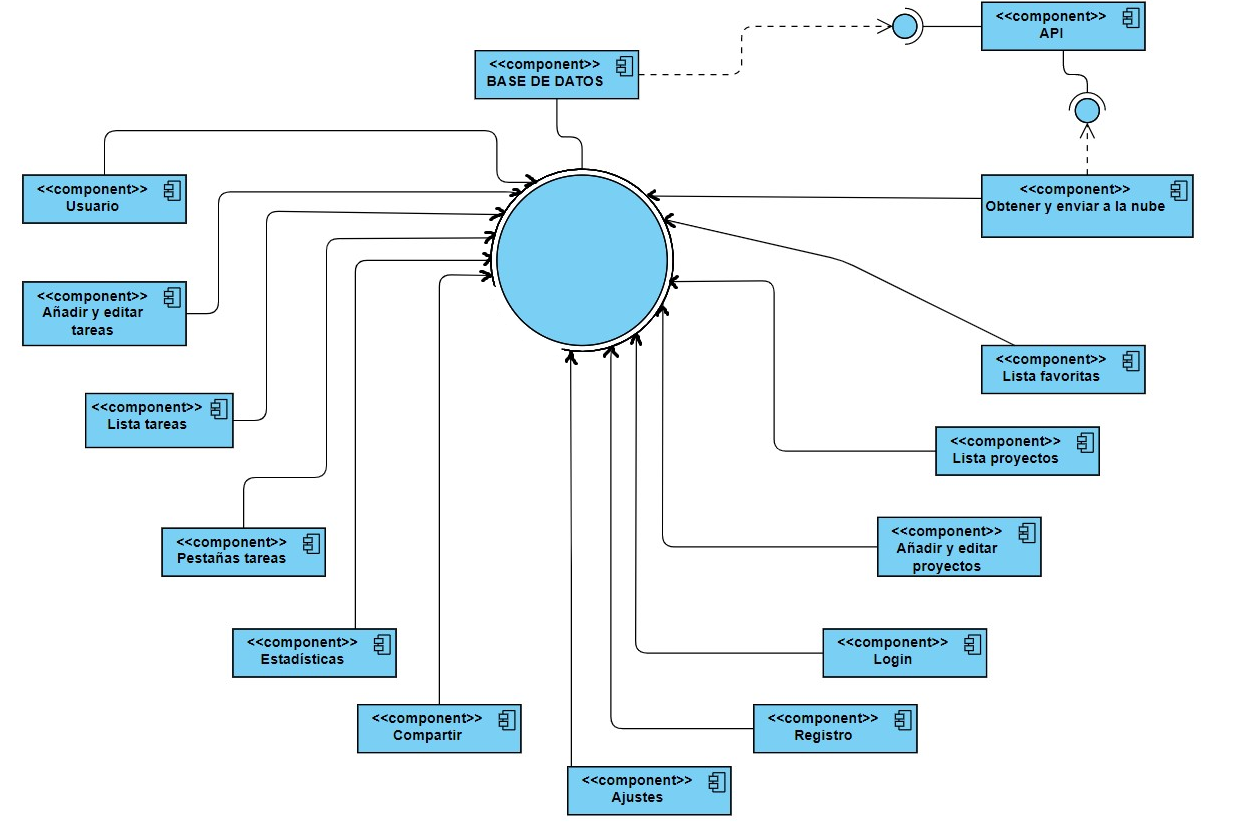 <<component>>
API
<<component>>
BASE DE DATOS
<<component>>
Usuario
<<component>>
Obtener y enviar a la nube
<<component>>
Añadir y editar
tareas
<<component>>
Lista favoritas
<<component>>
Lista tareas
<<component>>
Lista proyectos
<<component>>
Añadir y editar
proyectos
<<component>>
Pestañas tareas
<<component>>
Estadísticas
<<component>>
Login
<<component>>
Compartir
<<component>>
Registro
<<component>>
Ajustes